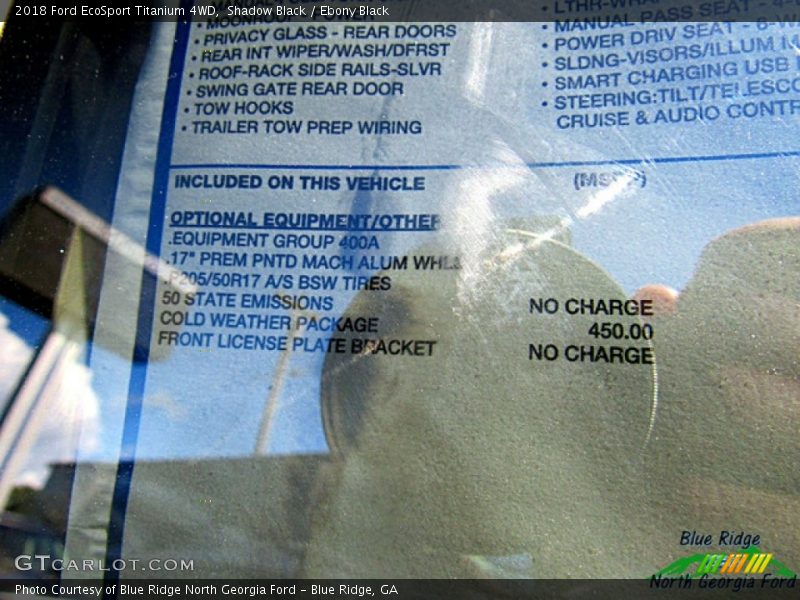 2018 Ford EcoSport Titanium 4WD, Shadow Black / Ebony Black
• MOONROOF - POWER
• PRIVACY GLASS - REAR DOORS
• REAR INT WIPER/WASH/DFRST
• ROOF-RACK SIDE RAILS-SLVR
• SWING GATE REAR DOOR
• TOW HOOKS
• TRAILER TOW PREP WIRING
• MANUAL PASS SEAT -
• POWER DRIV SEAT -
• SLDNG-VISORS/ILLUM
• SMART CHARGING USB
• STEERING:TILT/TELESCO
CRUISE & AUDIO CONTR
INCLUDED ON THIS VEHICLE
(MSRP)
OPTIONAL EQUIPMENT/OTHER
.EQUIPMENT GROUP 400A
.17" PREM PNTD MACH ALUM WHLS
.P205/50R17 A/S BSW TIRES
50 STATE EMISSIONS NO CHARGE
COLD WEATHER PACKAGE 450.00
FRONT LICENSE PLATE BRACKET NO CHARGE
Blue Ridge
North Georgia Ford
GTCARLOT.COM
Photo Courtesy of Blue Ridge North Georgia Ford - Blue Ridge, GA